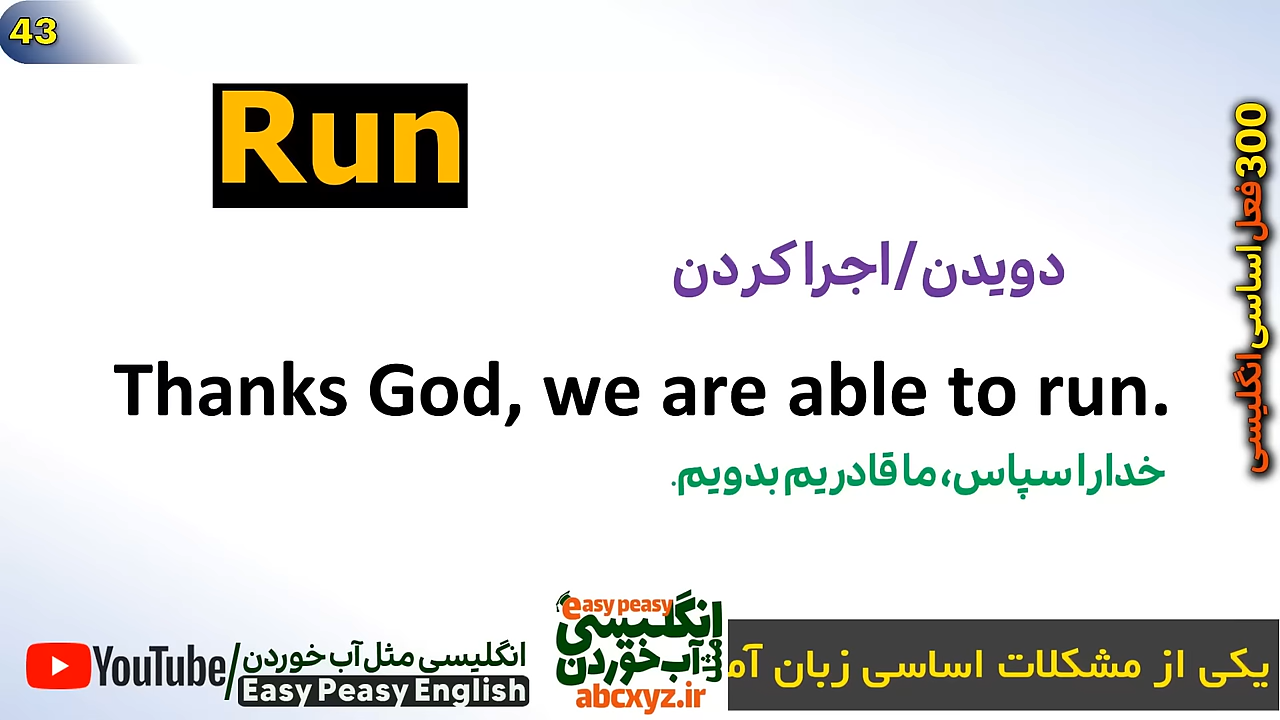 43
Run
دویدن/اجرا کردن
Thanks God, we are able to run.
خدا را سپاس، ما قادریم بدویم.
300 فعل اساسی انگلیسی
YouTube/انگلیسی مثل آب خوردن
Easy Peasy English
easy peasy
انگلیسی
مثل
آب خوردن
abcxyz.ir
یکی از مشکلات اساسی زبان آم